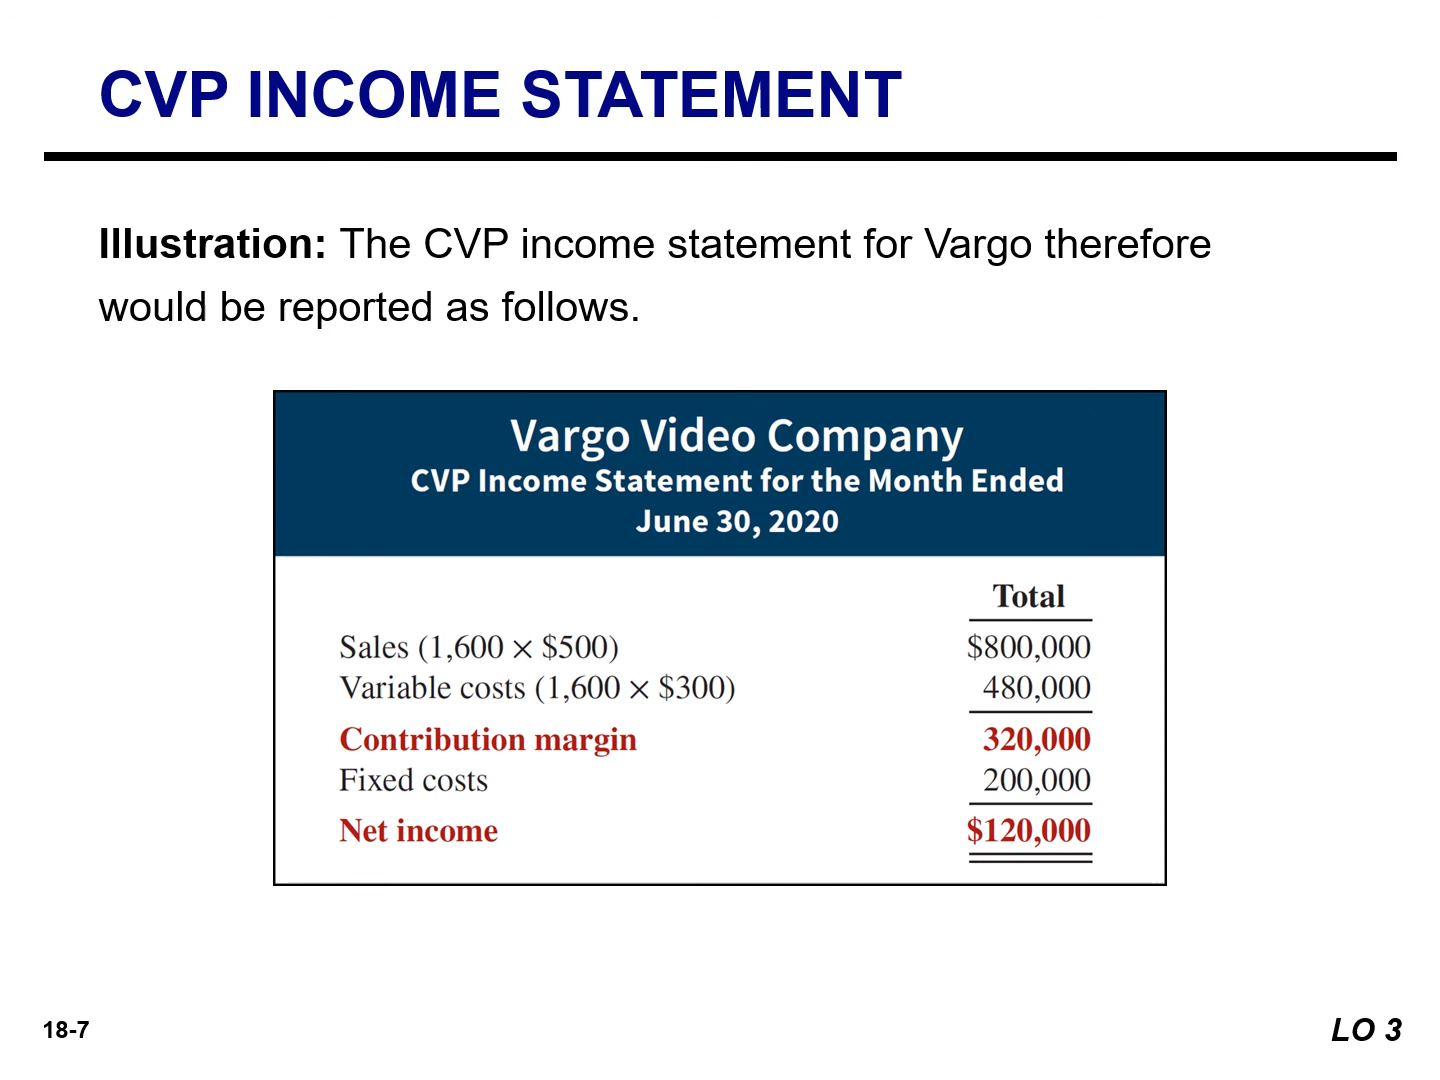 CVP INCOME STATEMENT
Illustration: The CVP income statement for Vargo therefore
would be reported as follows.
Vargo Video Company
CVP Income Statement for the Month Ended
June 30, 2020
Total
Sales (1,600 × $500) $800,000
Variable costs (1,600 × $300) 480,000
Contribution margin 320,000
Fixed costs 200,000
Net income $120,000
18-7
LO 3